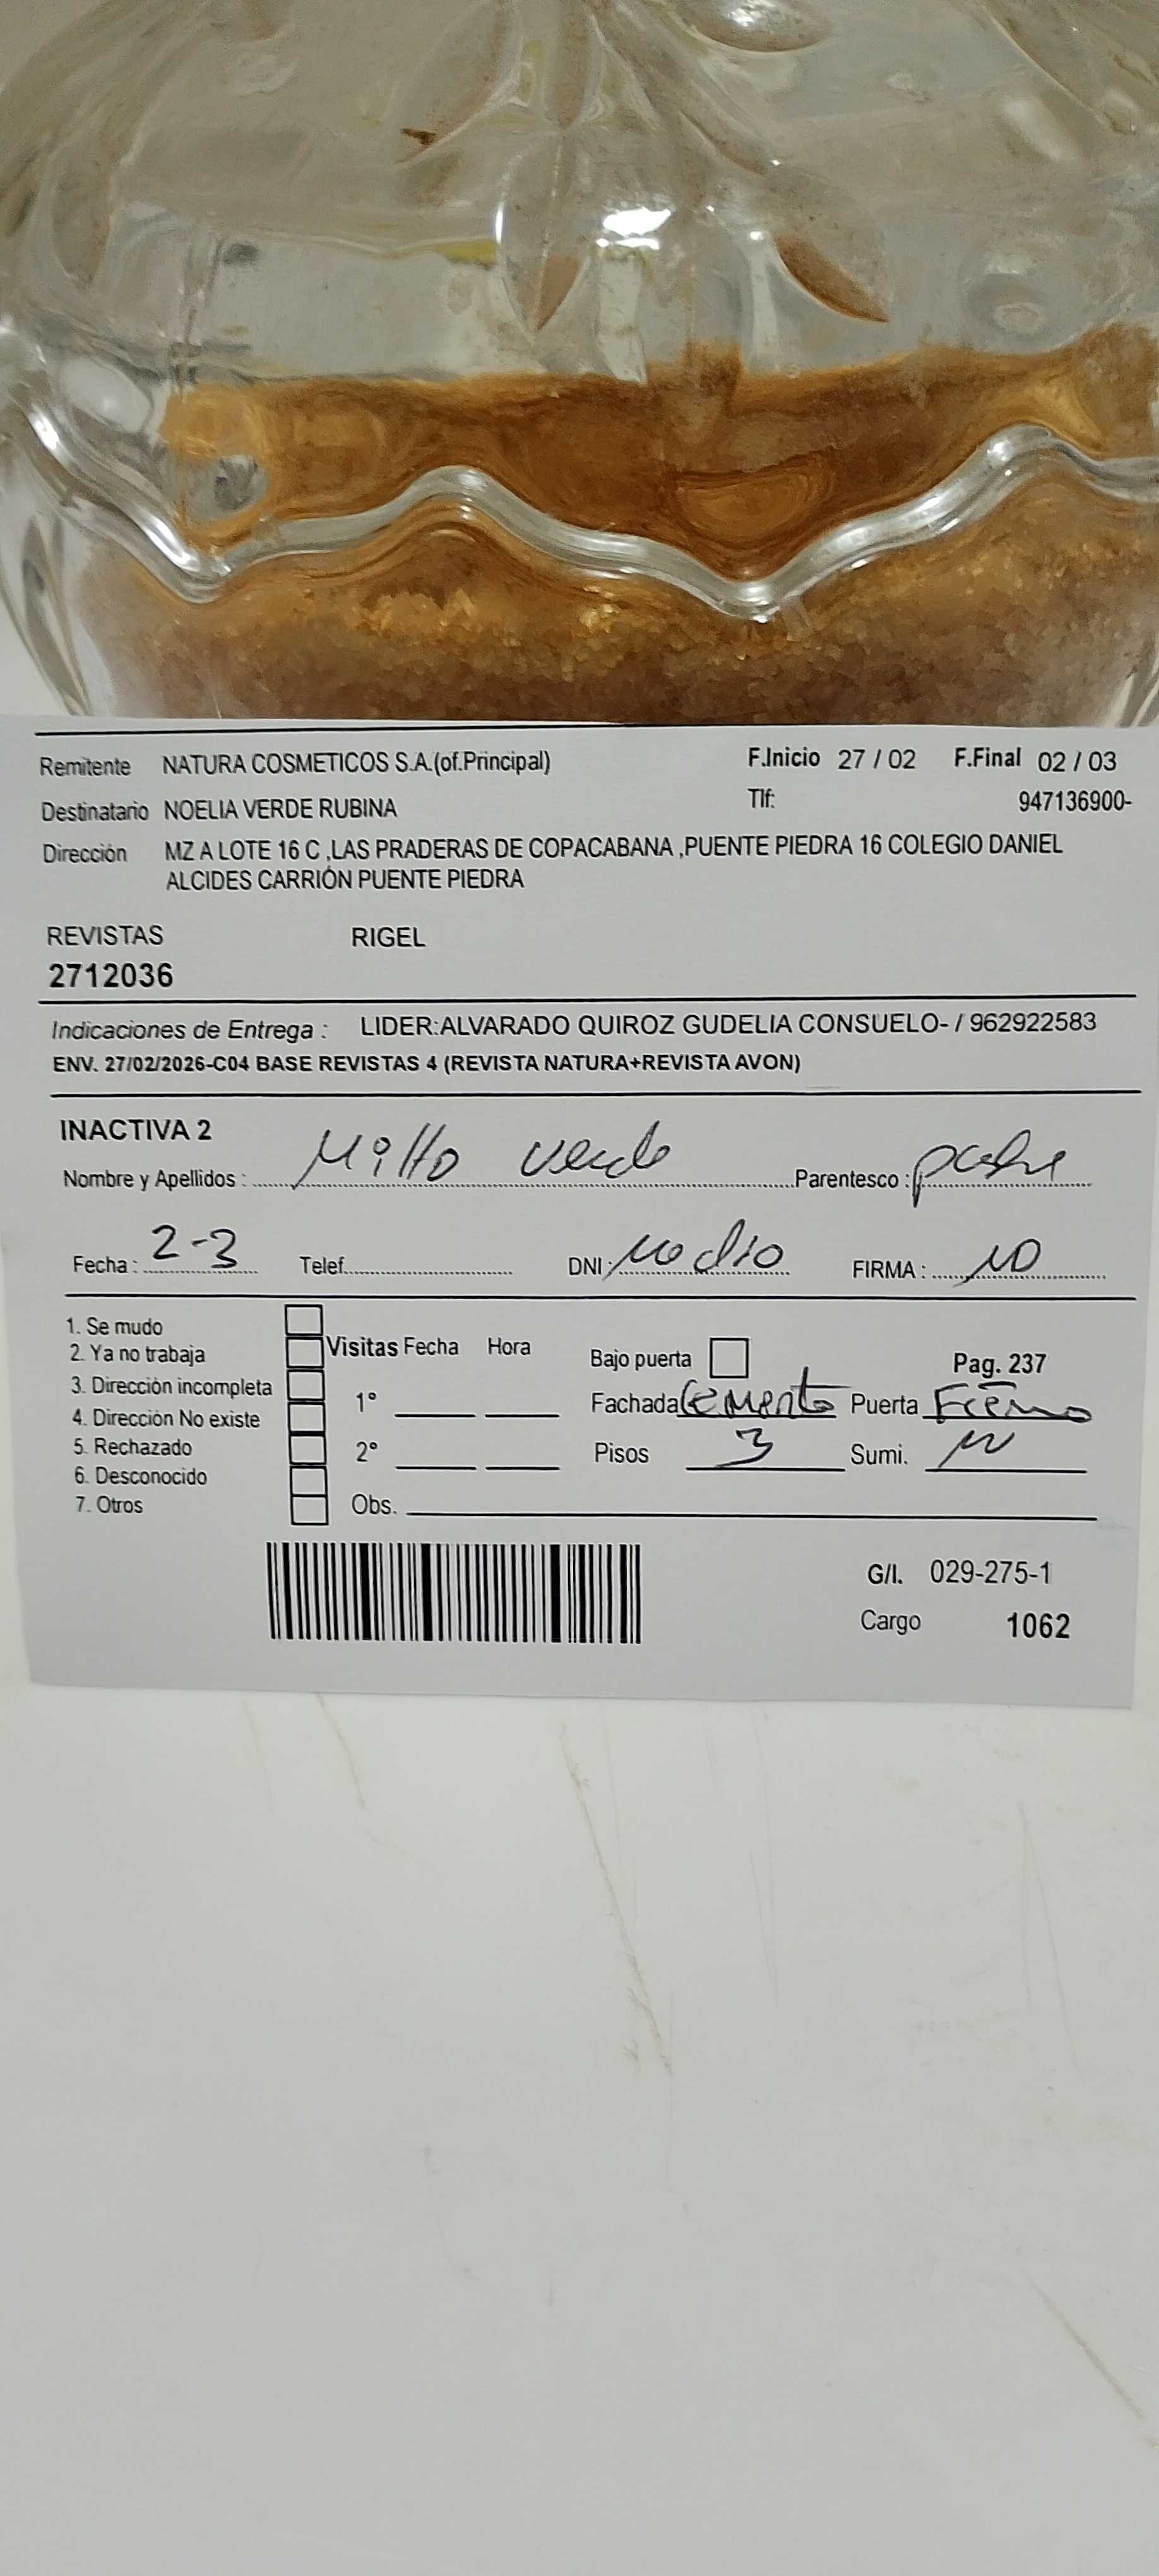 Remitente NATURA COSMETICOS S.A.(of.Principal) F.Inicio 27 / 02 F.Final 02 / 03
Destinatario NOELIA VERDE RUBINA Tlf: 947136900-
Dirección MZ A LOTE 16 C ,LAS PRADERAS DE COPACABANA ,PUENTE PIEDRA 16 COLEGIO DANIEL
ALCIDES CARRIÓN PUENTE PIEDRA
REVISTAS RIGEL
2712036
Indicaciones de Entrega : LIDER:ALVARADO QUIROZ GUDELIA CONSUELO- / 962922583
ENV. 27/02/2026-C04 BASE REVISTAS 4 (REVISTA NATURA+REVISTA AVON)
INACTIVA 2
Nombre y Apellidos : verde Parentesco : padre
Fecha : 2-3 Telef. DNI : No dio FIRMA : NO
1. Se mudo
2. Ya no trabaja Visitas Fecha Hora Bajo puerta Pag. 237
3. Dirección incompleta 1° Fachada Cemento Puerta Fierro
4. Dirección No existe
5. Rechazado 2° Pisos 3 Sumi.
6. Desconocido
7. Otros Obs.
G/I. 029-275-1
Cargo 1062